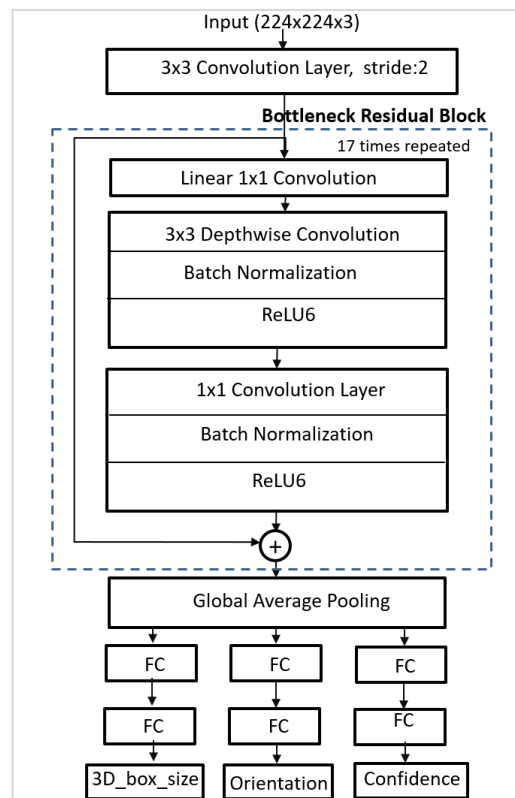 Input (224x224x3)
3x3 Convolution Layer, stride:2
Bottleneck Residual Block
17 times repeated
Linear 1x1 Convolution
3x3 Depthwise Convolution
Batch Normalization
ReLU6
1x1 Convolution Layer
Batch Normalization
ReLU6
+
Global Average Pooling
FC FC FC
FC FC FC
3D_box_size Orientation Confidence